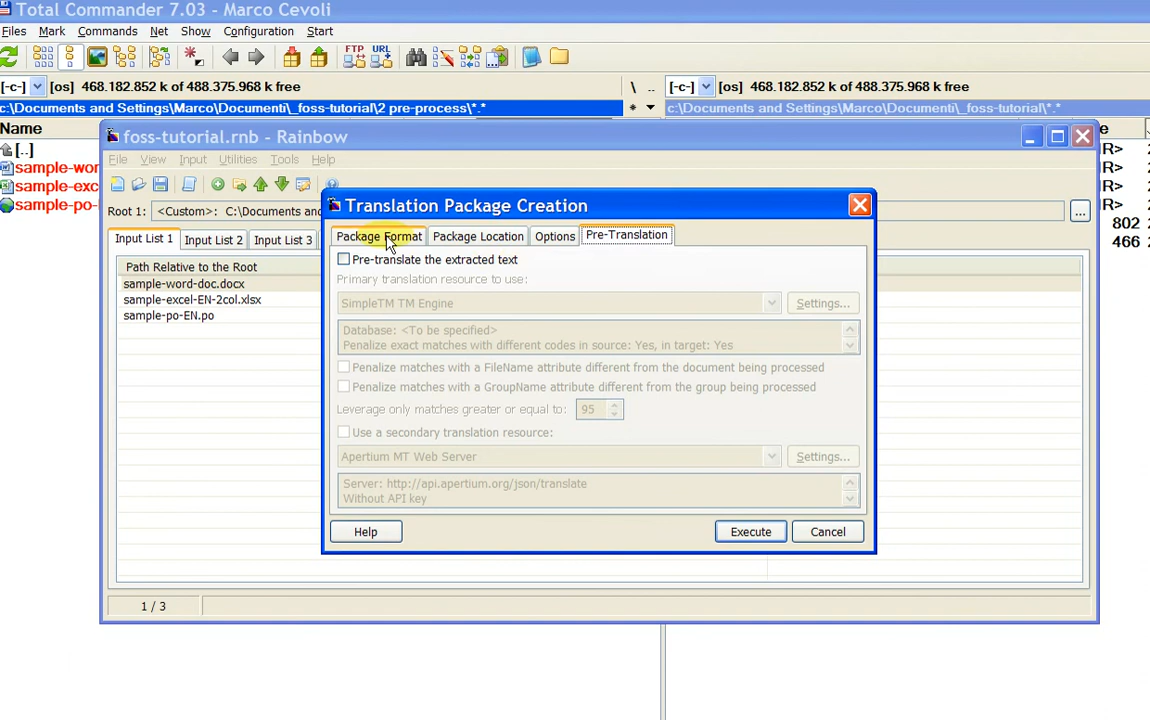 Total Commander 7.03 - Marco Cevoli
Files Mark Commands Net Show Configuration Start
FTP URL
[-c-] [os] 468.182.852 k of 488.375.968 k free \ .. [-c-] [os] 468.182.852 k of 488.375.968 k free
c:\Documents and Settings\Marco\Documenti\_foss-tutorial\2 pre-process\*.* * c:\Documents and Settings\Marco\Documenti\_foss-tutorial\*.*
Name
[..]
sample-wor
sample-exc
sample-po-
R>
R>
R>
802
466
foss-tutorial.rnb - Rainbow
File View Input Utilities Tools Help
Root 1: <Custom>: C:\Documents and ...
Input List 1 Input List 2 Input List 3
Path Relative to the Root
sample-word-doc.docx
sample-excel-EN-2col.xlsx
sample-po-EN.po
1 / 3
Translation Package Creation
Package Format Package Location Options Pre-Translation
Pre-translate the extracted text
Primary translation resource to use:
SimpleTM TM Engine Settings...
Database: <To be specified>
Penalize exact matches with different codes in source: Yes, in target: Yes
Penalize matches with a FileName attribute different from the document being processed
Penalize matches with a GroupName attribute different from the group being processed
Leverage only matches greater or equal to: 95
Use a secondary translation resource:
Apertium MT Web Server Settings...
Server: http://api.apertium.org/json/translate
Without API key
Help Execute Cancel